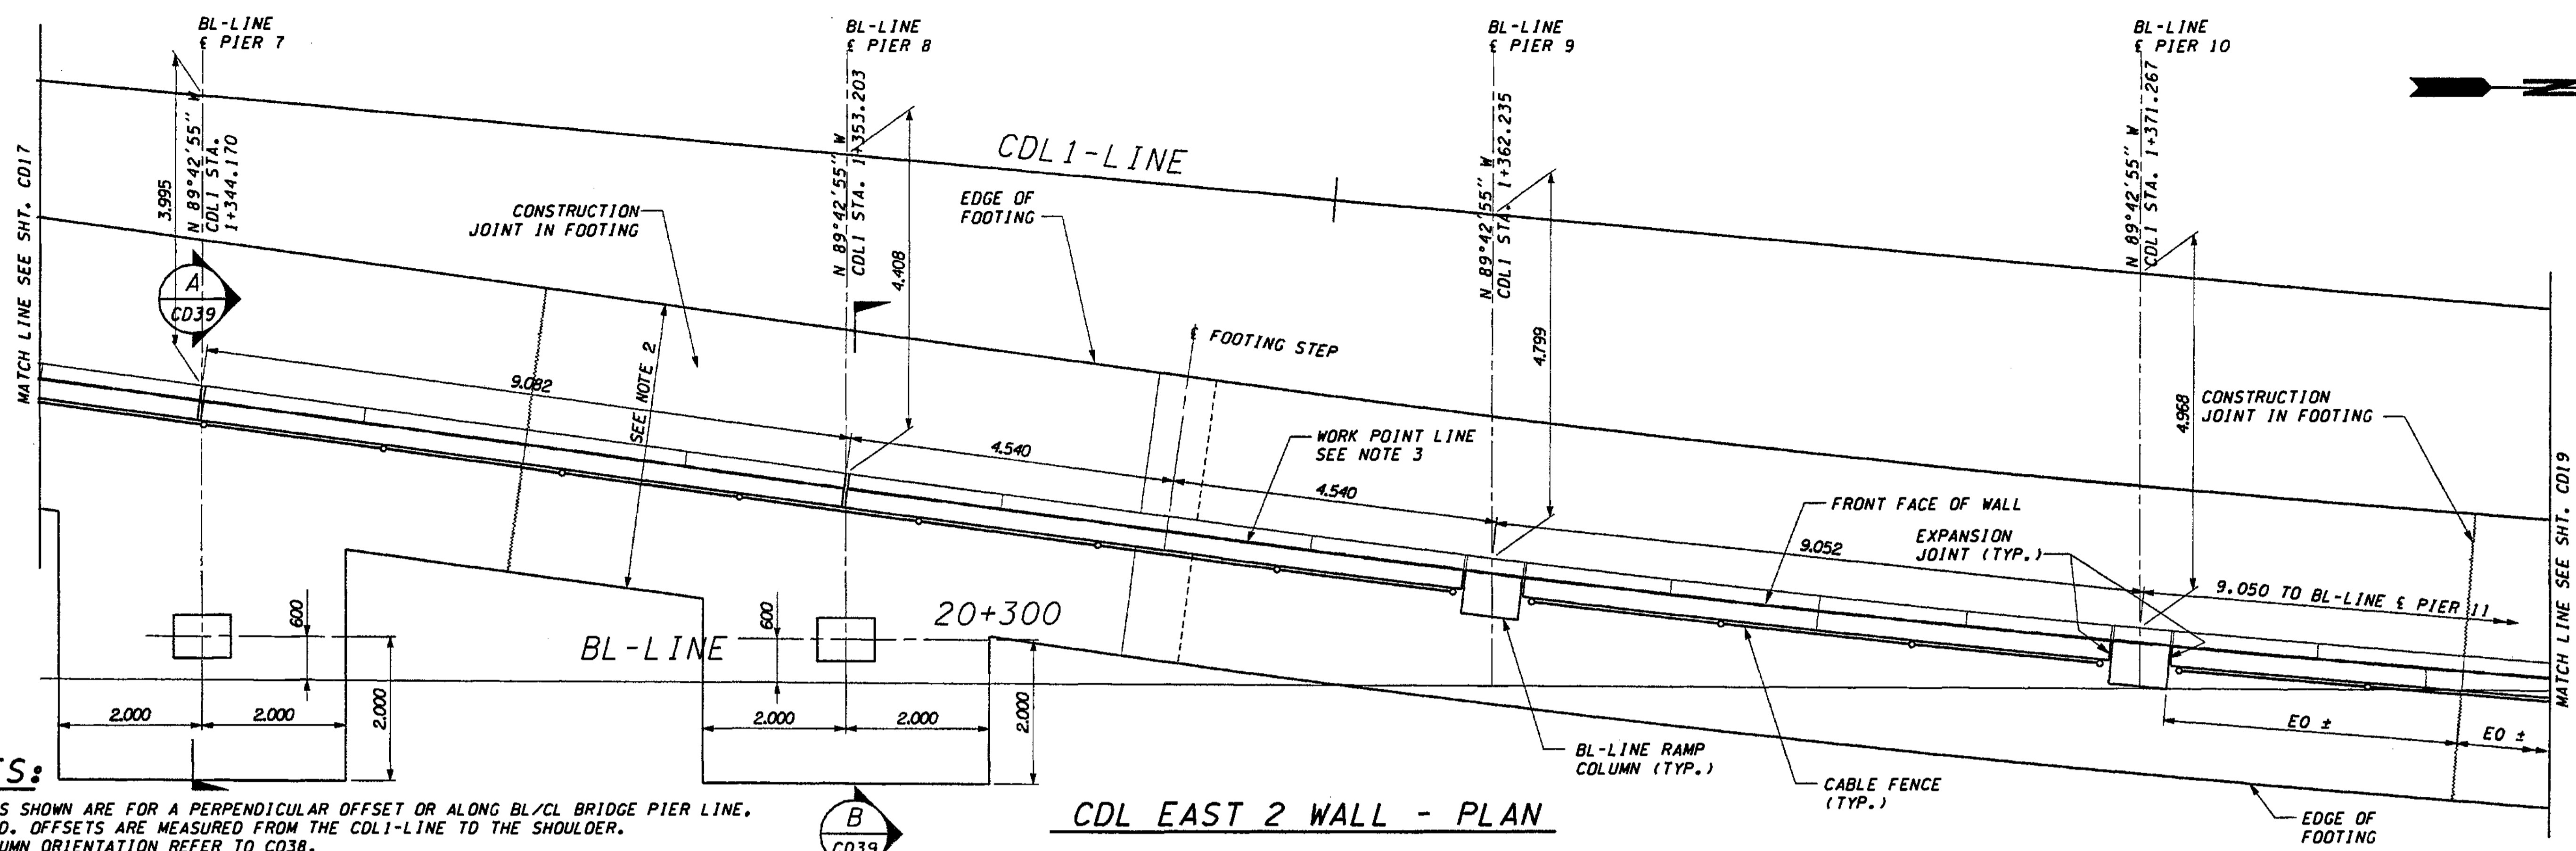 BL-LINE
℄ PIER 7
BL-LINE
℄ PIER 8
BL-LINE
℄ PIER 9
BL-LINE
℄ PIER 10
N
N 89°42'55" W
CDL1 STA.
1+344.170
N 89°42'55" W
CDL1 STA. 1+353.203
N 89°42'55" W
CDL1 STA. 1+362.235
N 89°42'55" W
CDL1 STA. 1+371.267
CDL1-LINE
MATCH LINE SEE SHT. CD17
3.995
CONSTRUCTION
JOINT IN FOOTING
EDGE OF
FOOTING
4.408
4.799
4.968
A
CD39
SEE NOTE 2
℄ FOOTING STEP
9.082
4.540
4.540
WORK POINT LINE
SEE NOTE 3
FRONT FACE OF WALL
EXPANSION
JOINT (TYP.)
CONSTRUCTION
JOINT IN FOOTING
9.052
9.050 TO BL-LINE ℄ PIER 11
MATCH LINE SEE SHT. CD19
600
600
20+300
BL-LINE
2.000
2.000
2.000
2.000
2.000
2.000
EQ ±
EQ ±
BL-LINE RAMP
COLUMN (TYP.)
CABLE FENCE
(TYP.)
EDGE OF
FOOTING
S SHOWN ARE FOR A PERPENDICULAR OFFSET OR ALONG BL/CL BRIDGE PIER LINE.
D. OFFSETS ARE MEASURED FROM THE CDL1-LINE TO THE SHOULDER.
UMN ORIENTATION REFER TO CD38.
B
CD39
CDL EAST 2 WALL - PLAN